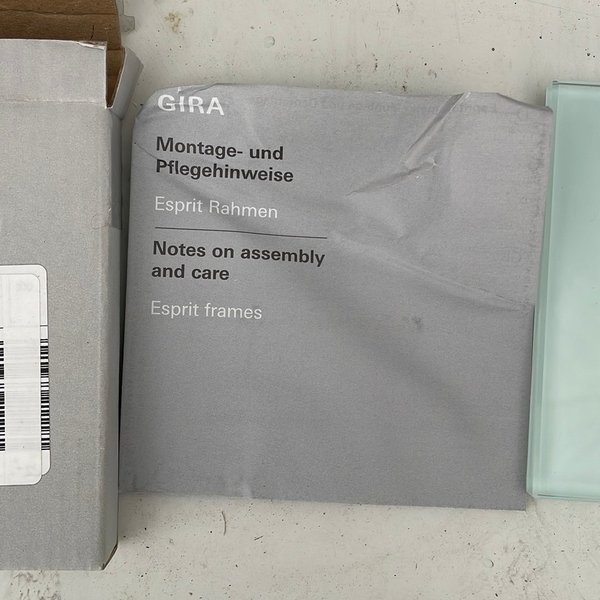 GIRA
Montage- und
Pflegehinweise
Esprit Rahmen
Notes on assembly
and care
Esprit frames